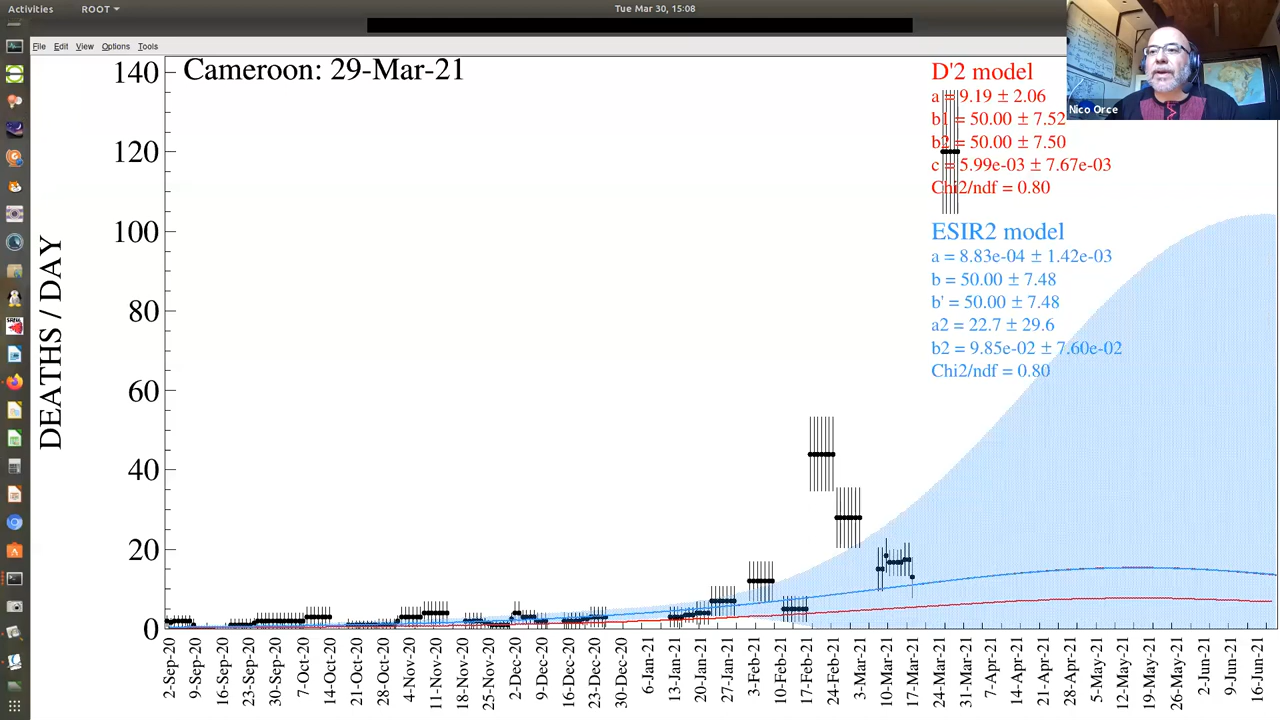 Activities
ROOT
Tue Mar 30, 15:08
File Edit View Options Tools
Nico Orce
Cameroon: 29-Mar-21
DEATHS / DAY
140
120
100
80
60
40
20
0
D'2 model
a = 9.19 ± 2.06
b1 = 50.00 ± 7.52
b2 = 50.00 ± 7.50
c = 5.99e-03 ± 7.67e-03
Chi2/ndf = 0.80
ESIR2 model
a = 8.83e-04 ± 1.42e-03
b = 50.00 ± 7.48
b' = 50.00 ± 7.48
a2 = 22.7 ± 29.6
b2 = 9.85e-02 ± 7.60e-02
Chi2/ndf = 0.80
2-Sep-20
9-Sep-20
16-Sep-20
23-Sep-20
30-Sep-20
7-Oct-20
14-Oct-20
21-Oct-20
28-Oct-20
4-Nov-20
11-Nov-20
18-Nov-20
25-Nov-20
2-Dec-20
9-Dec-20
16-Dec-20
23-Dec-20
30-Dec-20
6-Jan-21
13-Jan-21
20-Jan-21
27-Jan-21
3-Feb-21
10-Feb-21
17-Feb-21
24-Feb-21
3-Mar-21
10-Mar-21
17-Mar-21
24-Mar-21
31-Mar-21
7-Apr-21
14-Apr-21
21-Apr-21
28-Apr-21
5-May-21
12-May-21
19-May-21
26-May-21
2-Jun-21
9-Jun-21
16-Jun-21